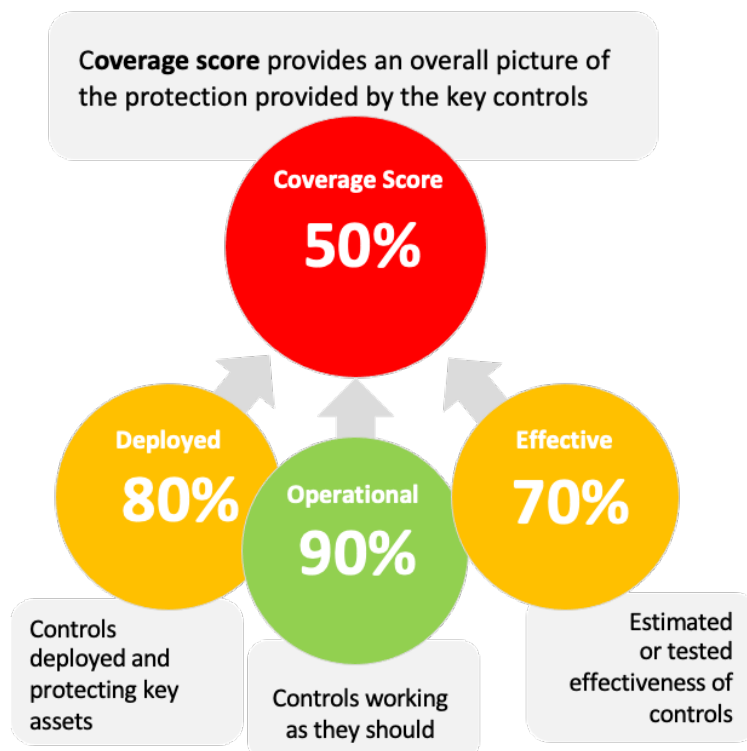 Coverage score provides an overall picture of
the protection provided by the key controls
Coverage Score
50%
Deployed
80%
Operational
90%
Effective
70%
Controls
deployed and
protecting key
assets
Controls working
as they should
Estimated
or tested
effectiveness of
controls